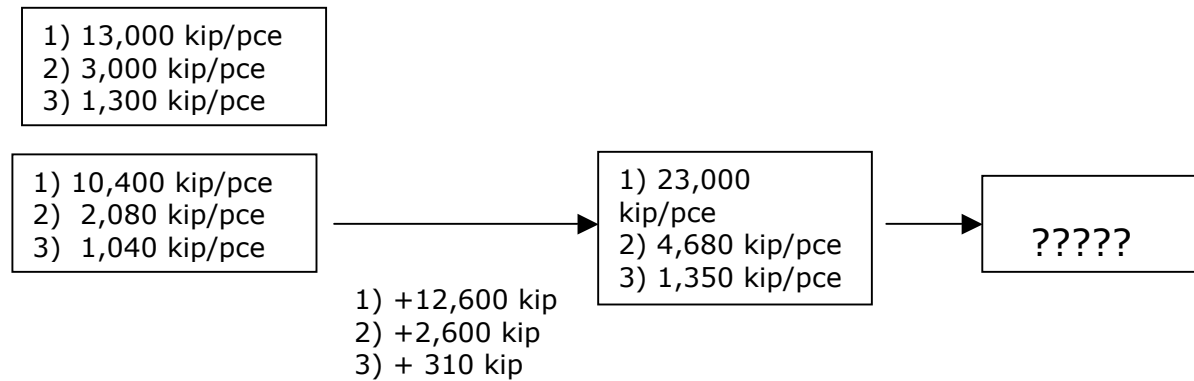 1) 13,000 kip/pce
2) 3,000 kip/pce
3) 1,300 kip/pce
1) 10,400 kip/pce
2) 2,080 kip/pce
3) 1,040 kip/pce
1) +12,600 kip
2) +2,600 kip
3) + 310 kip
1) 23,000
kip/pce
2) 4,680 kip/pce
3) 1,350 kip/pce
?????